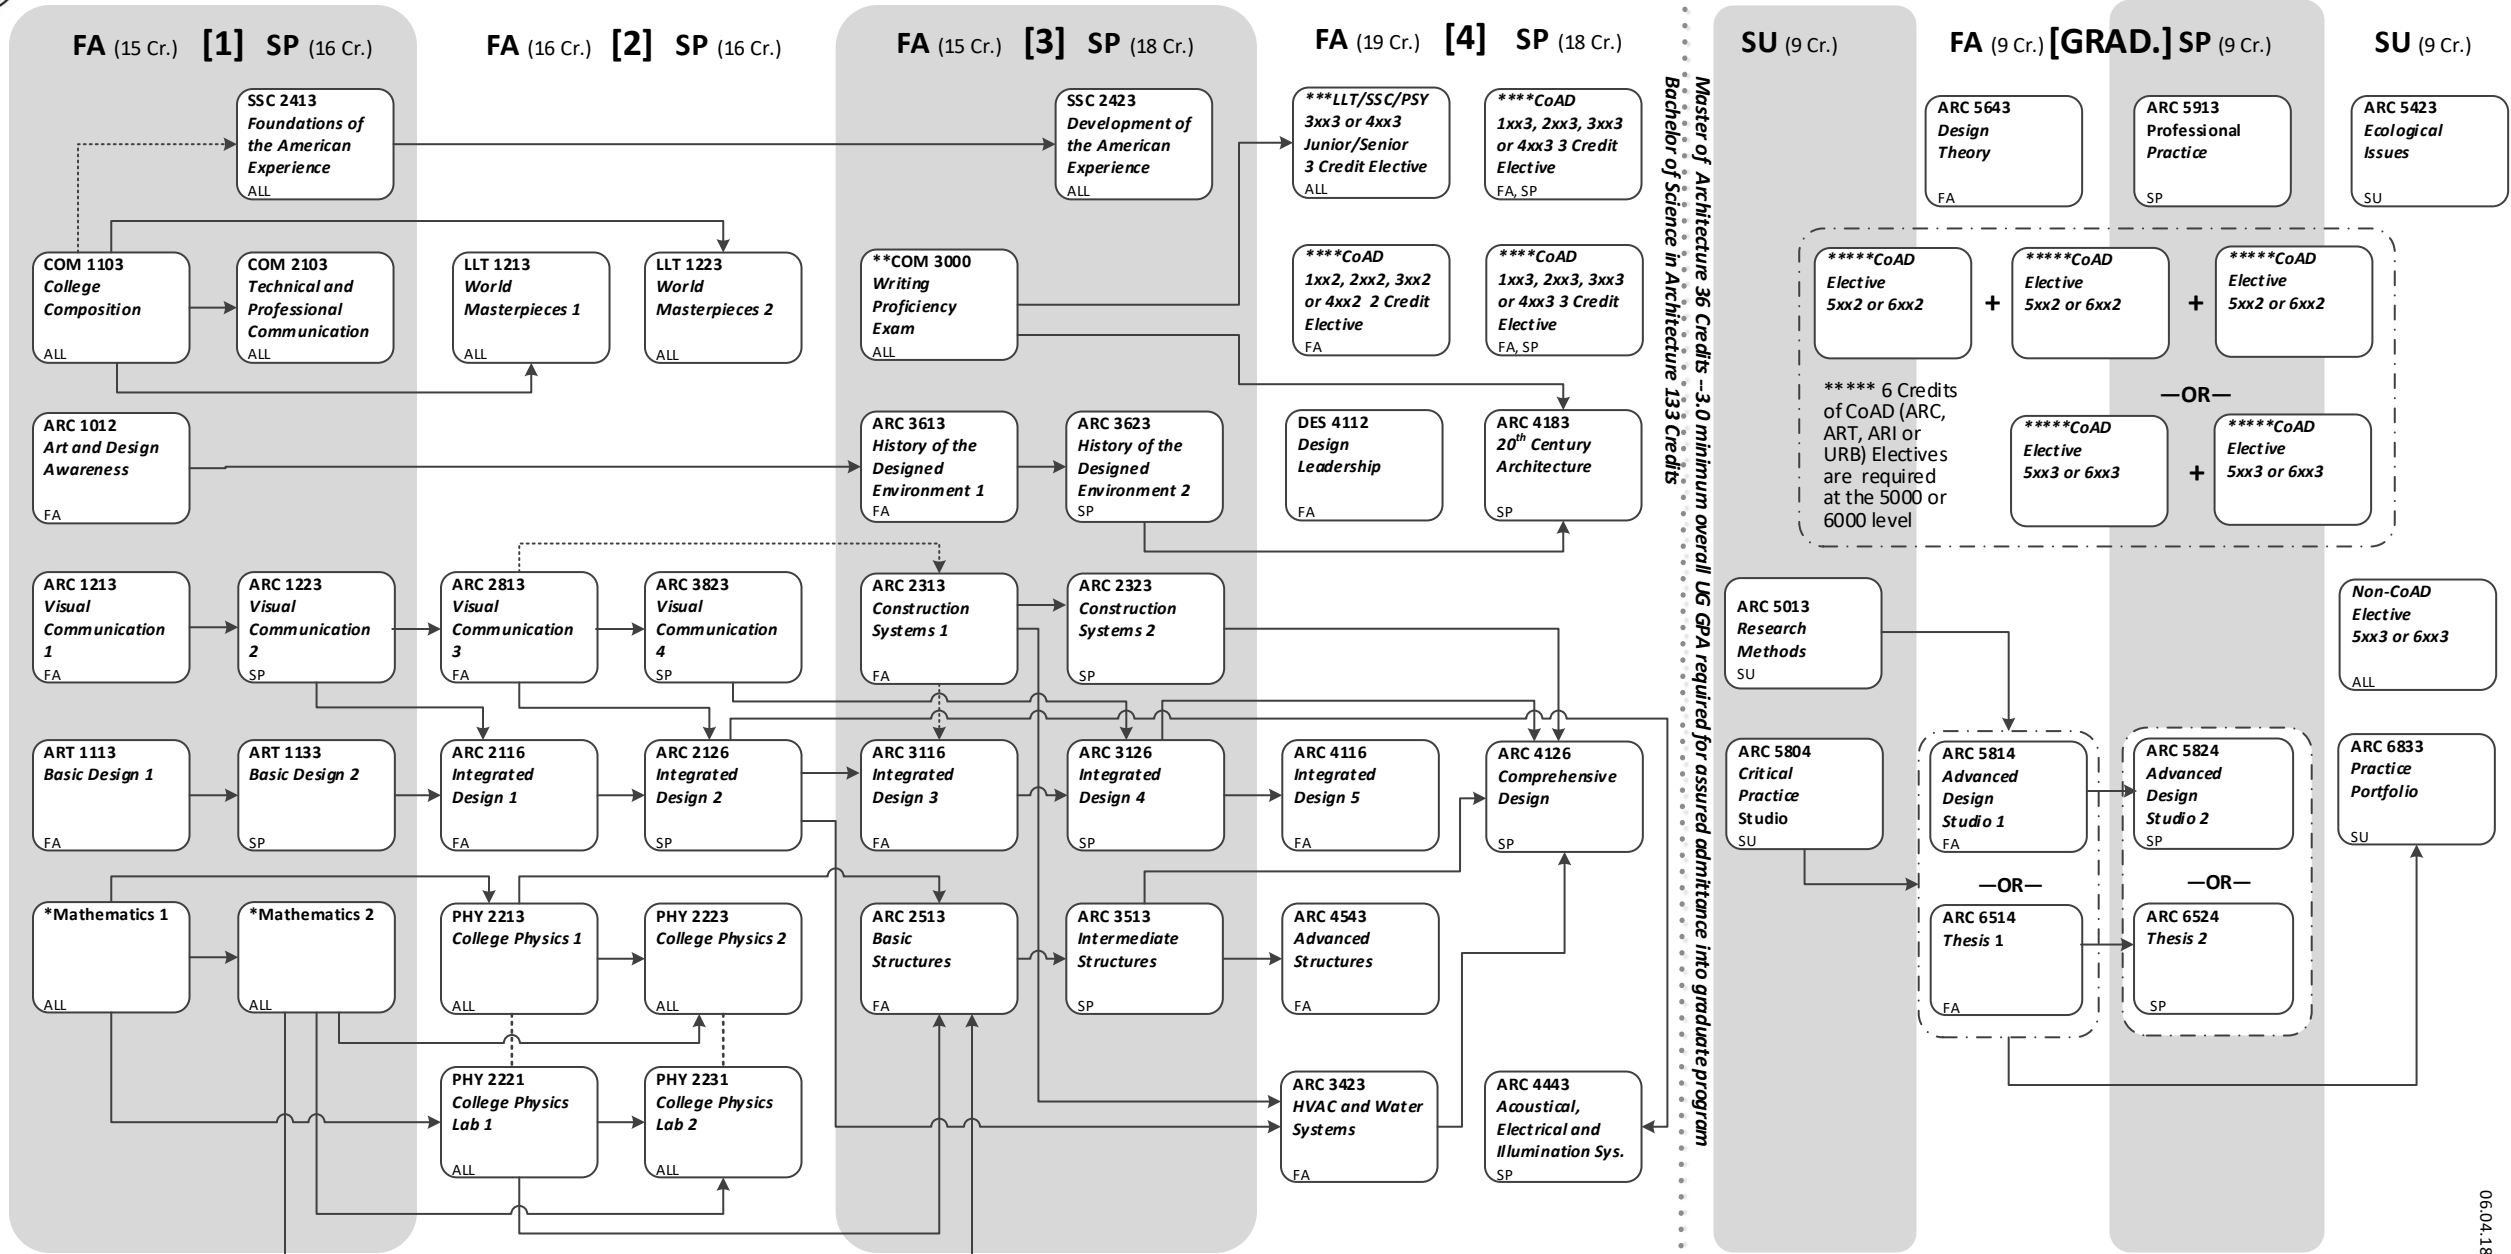 FA (15 Cr.) [1] SP (16 Cr.)
FA (16 Cr.) [2] SP (16 Cr.)
FA (15 Cr.) [3] SP (18 Cr.)
FA (19 Cr.) [4] SP (18 Cr.)
SU (9 Cr.)
FA (9 Cr.) [GRAD.] SP (9 Cr.)
SU (9 Cr.)
SSC 2413
Foundations of
the American
Experience
ALL
SSC 2423
Development of
the American
Experience
ALL
***LLT/SSC/PSY
3xx3 or 4xx3
Junior/Senior
3 Credit Elective
ALL
****CoAD
1xx3, 2xx3, 3xx3
or 4xx3 3 Credit
Elective
FA, SP
ARC 5643
Design
Theory
FA
ARC 5913
Professional
Practice
SP
ARC 5423
Ecological
Issues
SU
COM 1103
College
Composition
ALL
COM 2103
Technical and
Professional
Communication
ALL
LLT 1213
World
Masterpieces 1
ALL
LLT 1223
World
Masterpieces 2
ALL
**COM 3000
Writing
Proficiency
Exam
ALL
****CoAD
1xx2, 2xx2, 3xx2
or 4xx2 2 Credit
Elective
FA
****CoAD
1xx3, 2xx3, 3xx3
or 4xx3 3 Credit
Elective
FA, SP
*****CoAD
Elective
5xx2 or 6xx2
+
*****CoAD
Elective
5xx2 or 6xx2
+
*****CoAD
Elective
5xx2 or 6xx2
***** 6 Credits
of CoAD (ARC,
ART, ARI or
URB) Electives
are required
at the 5000 or
6000 level
—OR—
*****CoAD
Elective
5xx3 or 6xx3
+
*****CoAD
Elective
5xx3 or 6xx3
ARC 1012
Art and Design
Awareness
FA
ARC 3613
History of the
Designed
Environment 1
FA
ARC 3623
History of the
Designed
Environment 2
SP
DES 4112
Design
Leadership
FA
ARC 4183
20th Century
Architecture
SP
ARC 1213
Visual
Communication
1
FA
ARC 1223
Visual
Communication
2
SP
ARC 2813
Visual
Communication
3
FA
ARC 3823
Visual
Communication
4
SP
ARC 2313
Construction
Systems 1
FA
ARC 2323
Construction
Systems 2
SP
ARC 5013
Research
Methods
SU
Non-CoAD
Elective
5xx3 or 6xx3
ALL
ART 1113
Basic Design 1
FA
ART 1133
Basic Design 2
SP
ARC 2116
Integrated
Design 1
FA
ARC 2126
Integrated
Design 2
SP
ARC 3116
Integrated
Design 3
FA
ARC 3126
Integrated
Design 4
SP
ARC 4116
Integrated
Design 5
FA
ARC 4126
Comprehensive
Design
SP
ARC 5804
Critical
Practice
Studio
SU
ARC 5814
Advanced
Design
Studio 1
FA
—OR—
ARC 6514
Thesis 1
FA
ARC 5824
Advanced
Design
Studio 2
SP
—OR—
ARC 6524
Thesis 2
SP
ARC 6833
Practice
Portfolio
SU
*Mathematics 1
ALL
*Mathematics 2
ALL
PHY 2213
College Physics 1
ALL
PHY 2223
College Physics 2
ALL
ARC 2513
Basic
Structures
FA
ARC 3513
Intermediate
Structures
SP
ARC 4543
Advanced
Structures
FA
PHY 2221
College Physics
Lab 1
ALL
PHY 2231
College Physics
Lab 2
ALL
ARC 3423
HVAC and Water
Systems
FA
ARC 4443
Acoustical,
Electrical and
Illumination Sys.
SP
Master of Architecture 36 Credits --3.0 minimum overall UG GPA required for assured admittance into graduate program
Bachelor of Science in Architecture 133 Credits
06.04.18